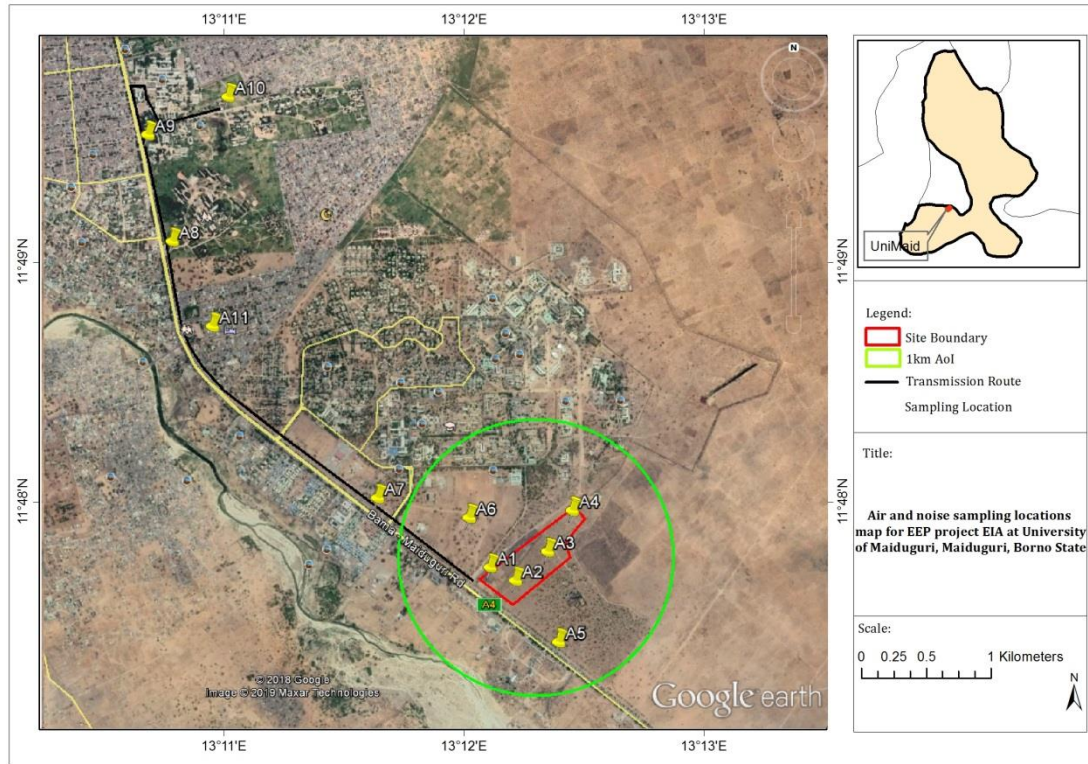 13°11'E
13°12'E
13°13'E
N
A10
A9
A8
11°49'N
11°49'N
A11
UniMaid
Legend:
Site Boundary
1km AoI
Transmission Route
Sampling Location
11°48'N
11°48'N
A7
A6
A4
A3
A1
A2
A5
Bama - Maiduguri Rd
A4
Title:
Air and noise sampling locations
map for EEP project EIA at University
of Maiduguri, Maiduguri, Borno State
Scale:
0 0.25 0.5 1 Kilometers
N
© 2018 Google
Image © 2019 Maxar Technologies
Google earth
13°11'E
13°12'E
13°13'E